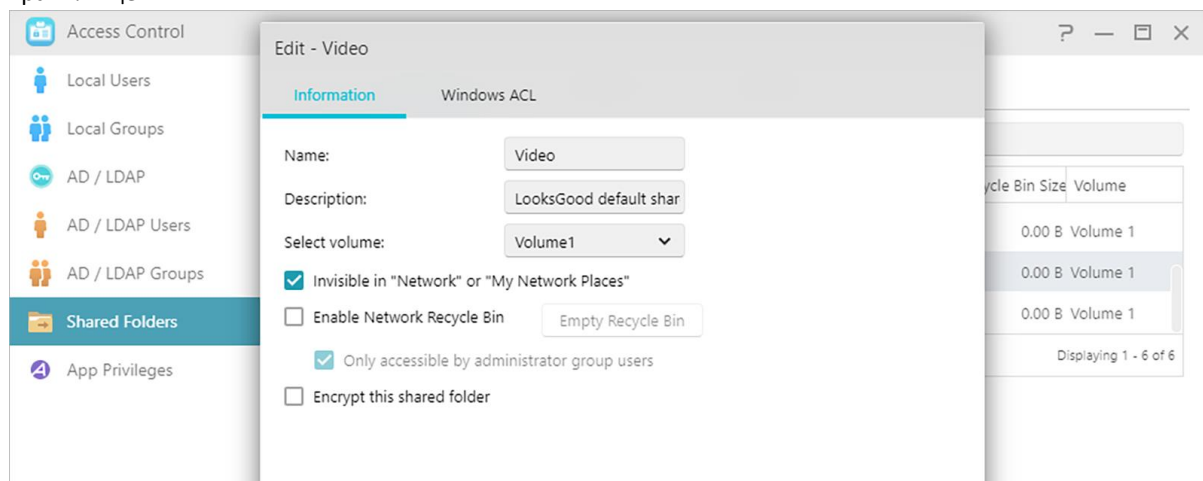 Access Control
Local Users
Local Groups
AD / LDAP
AD / LDAP Users
AD / LDAP Groups
Shared Folders
App Privileges
Edit - Video
Information Windows ACL
Name: Video
Description: LooksGood default shar
Select volume: Volume1
Invisible in "Network" or "My Network Places"
Enable Network Recycle Bin Empty Recycle Bin
Only accessible by administrator group users
Encrypt this shared folder
ycle Bin Size Volume
0.00 B Volume 1
0.00 B Volume 1
0.00 B Volume 1
Displaying 1 - 6 of 6